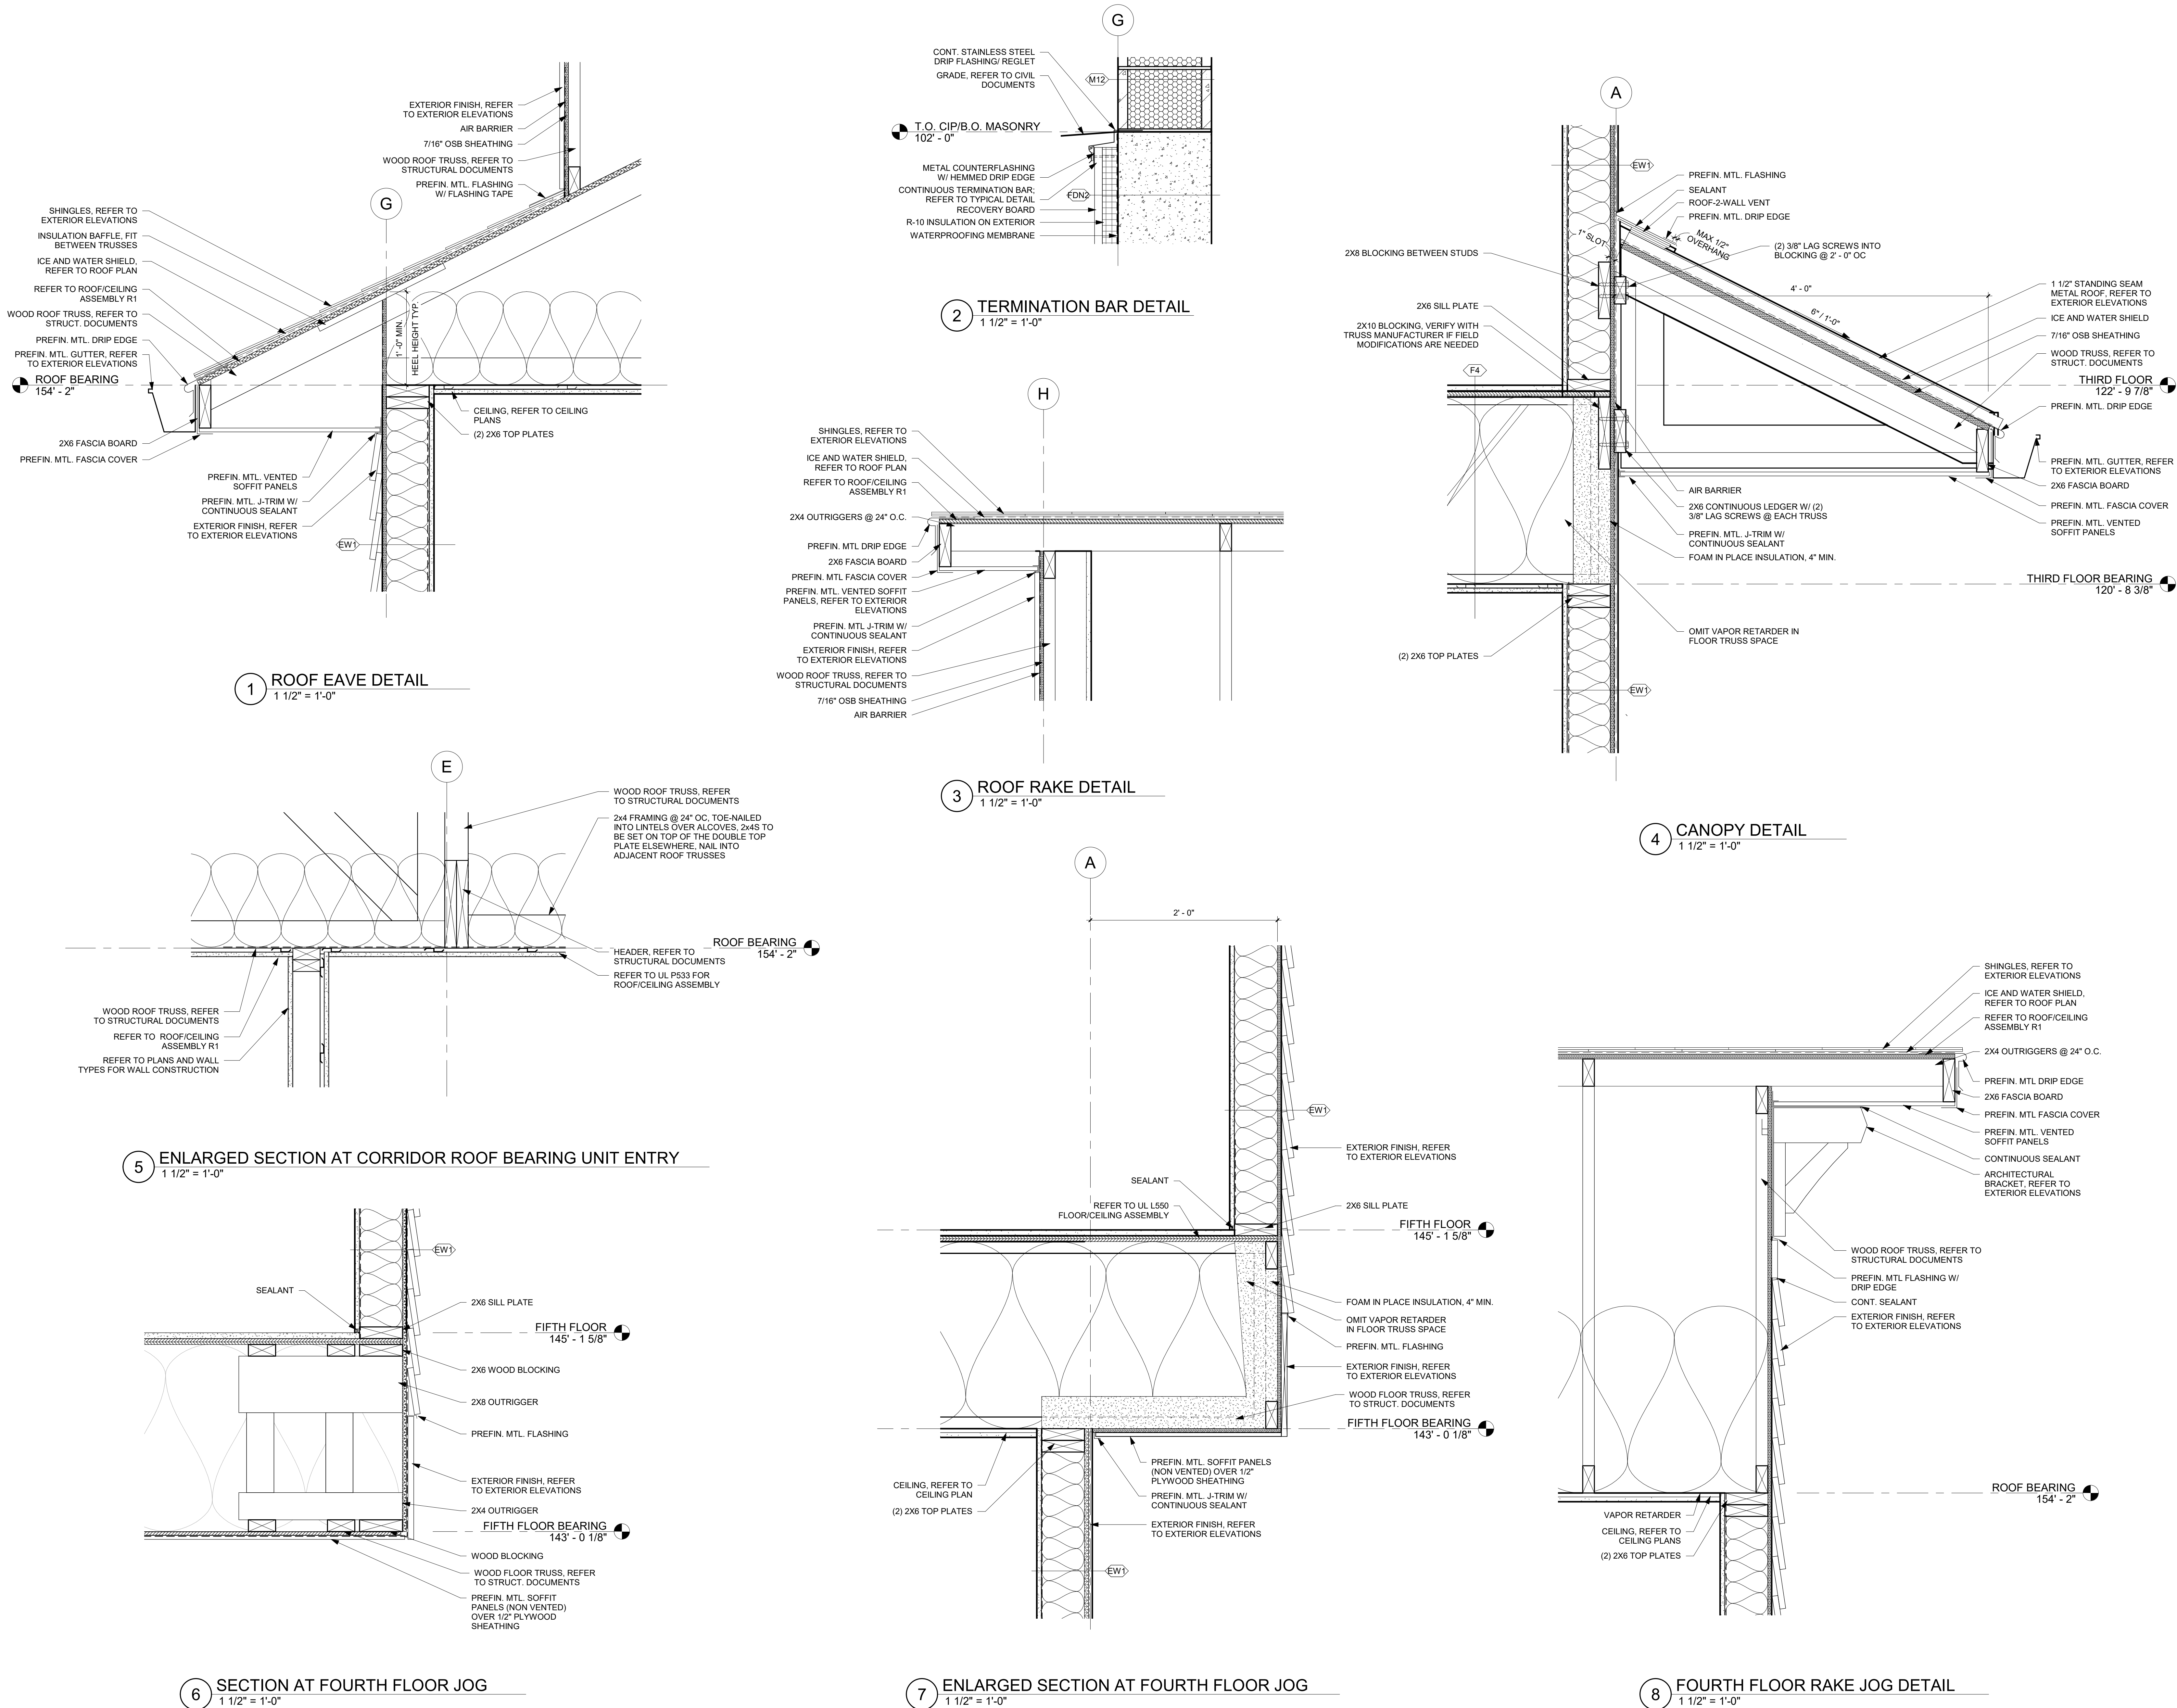 EXTERIOR FINISH, REFER
TO EXTERIOR ELEVATIONS
AIR BARRIER
7/16" OSB SHEATHING
WOOD ROOF TRUSS, REFER TO
STRUCTURAL DOCUMENTS
PREFIN. MTL. FLASHING
W/ FLASHING TAPE
G
SHINGLES, REFER TO
EXTERIOR ELEVATIONS
INSULATION BAFFLE, FIT
BETWEEN TRUSSES
ICE AND WATER SHIELD,
REFER TO ROOF PLAN
REFER TO ROOF/CEILING
ASSEMBLY R1
WOOD ROOF TRUSS, REFER TO
STRUCT. DOCUMENTS
PREFIN. MTL. DRIP EDGE
PREFIN. MTL. GUTTER, REFER
TO EXTERIOR ELEVATIONS
ROOF BEARING
154' - 2"
1' -0" MIN.
HEEL HEIGHT TYP.
2X6 FASCIA BOARD
PREFIN. MTL. FASCIA COVER
CEILING, REFER TO CEILING
PLANS
(2) 2X6 TOP PLATES
PREFIN. MTL. VENTED
SOFFIT PANELS
PREFIN. MTL. J-TRIM W/
CONTINUOUS SEALANT
EXTERIOR FINISH, REFER
TO EXTERIOR ELEVATIONS
EW1
1
ROOF EAVE DETAIL
1 1/2" = 1'-0"
G
CONT. STAINLESS STEEL
DRIP FLASHING/ REGLET
GRADE, REFER TO CIVIL
DOCUMENTS
M12
T.O. CIP/B.O. MASONRY
102' - 0"
METAL COUNTERFLASHING
W/ HEMMED DRIP EDGE
CONTINUOUS TERMINATION BAR;
REFER TO TYPICAL DETAIL
RECOVERY BOARD
R-10 INSULATION ON EXTERIOR
WATERPROOFING MEMBRANE
FDN2
2
TERMINATION BAR DETAIL
1 1/2" = 1'-0"
H
SHINGLES, REFER TO
EXTERIOR ELEVATIONS
ICE AND WATER SHIELD,
REFER TO ROOF PLAN
REFER TO ROOF/CEILING
ASSEMBLY R1
2X4 OUTRIGGERS @ 24" O.C.
PREFIN. MTL DRIP EDGE
2X6 FASCIA BOARD
PREFIN. MTL FASCIA COVER
PREFIN. MTL. VENTED SOFFIT
PANELS, REFER TO EXTERIOR
ELEVATIONS
PREFIN. MTL J-TRIM W/
CONTINUOUS SEALANT
EXTERIOR FINISH, REFER
TO EXTERIOR ELEVATIONS
WOOD ROOF TRUSS, REFER TO
STRUCTURAL DOCUMENTS
7/16" OSB SHEATHING
AIR BARRIER
3
ROOF RAKE DETAIL
1 1/2" = 1'-0"
A
EW1
PREFIN. MTL. FLASHING
SEALANT
ROOF-2-WALL VENT
PREFIN. MTL. DRIP EDGE
1" SLOT
MAX 1/2"
OVERHANG
(2) 3/8" LAG SCREWS INTO
BLOCKING @ 2' - 0" OC
2X8 BLOCKING BETWEEN STUDS
2X6 SILL PLATE
2X10 BLOCKING, VERIFY WITH
TRUSS MANUFACTURER IF FIELD
MODIFICATIONS ARE NEEDED
F4
4' - 0"
6" / 1'-0"
1 1/2" STANDING SEAM
METAL ROOF, REFER TO
EXTERIOR ELEVATIONS
ICE AND WATER SHIELD
7/16" OSB SHEATHING
WOOD TRUSS, REFER TO
STRUCT. DOCUMENTS
THIRD FLOOR
122' - 9 7/8"
PREFIN. MTL. DRIP EDGE
PREFIN. MTL. GUTTER, REFER
TO EXTERIOR ELEVATIONS
2X6 FASCIA BOARD
PREFIN. MTL. FASCIA COVER
PREFIN. MTL. VENTED
SOFFIT PANELS
AIR BARRIER
2X6 CONTINUOUS LEDGER W/ (2)
3/8" LAG SCREWS @ EACH TRUSS
PREFIN. MTL. J-TRIM W/
CONTINUOUS SEALANT
FOAM IN PLACE INSULATION, 4" MIN.
THIRD FLOOR BEARING
120' - 8 3/8"
OMIT VAPOR RETARDER IN
FLOOR TRUSS SPACE
(2) 2X6 TOP PLATES
EW1
4
CANOPY DETAIL
1 1/2" = 1'-0"
E
WOOD ROOF TRUSS, REFER
TO STRUCTURAL DOCUMENTS
2x4 FRAMING @ 24" OC, TOE-NAILED
INTO LINTELS OVER ALCOVES, 2x4S TO
BE SET ON TOP OF THE DOUBLE TOP
PLATE ELSEWHERE, NAIL INTO
ADJACENT ROOF TRUSSES
ROOF BEARING
154' - 2"
HEADER, REFER TO
STRUCTURAL DOCUMENTS
REFER TO UL P533 FOR
ROOF/CEILING ASSEMBLY
WOOD ROOF TRUSS, REFER
TO STRUCTURAL DOCUMENTS
REFER TO ROOF/CEILING
ASSEMBLY R1
REFER TO PLANS AND WALL
TYPES FOR WALL CONSTRUCTION
5
ENLARGED SECTION AT CORRIDOR ROOF BEARING UNIT ENTRY
1 1/2" = 1'-0"
EW1
SEALANT
2X6 SILL PLATE
FIFTH FLOOR
145' - 1 5/8"
2X6 WOOD BLOCKING
2X8 OUTRIGGER
PREFIN. MTL. FLASHING
EXTERIOR FINISH, REFER
TO EXTERIOR ELEVATIONS
2X4 OUTRIGGER
FIFTH FLOOR BEARING
143' - 0 1/8"
WOOD BLOCKING
WOOD FLOOR TRUSS, REFER
TO STRUCT. DOCUMENTS
PREFIN. MTL. SOFFIT
PANELS (NON VENTED)
OVER 1/2" PLYWOOD
SHEATHING
6
SECTION AT FOURTH FLOOR JOG
1 1/2" = 1'-0"
A
2' - 0"
EW1
EXTERIOR FINISH, REFER
TO EXTERIOR ELEVATIONS
SEALANT
REFER TO UL L550
FLOOR/CEILING ASSEMBLY
2X6 SILL PLATE
FIFTH FLOOR
145' - 1 5/8"
FOAM IN PLACE INSULATION, 4" MIN.
OMIT VAPOR RETARDER
IN FLOOR TRUSS SPACE
PREFIN. MTL. FLASHING
EXTERIOR FINISH, REFER
TO EXTERIOR ELEVATIONS
WOOD FLOOR TRUSS, REFER
TO STRUCT. DOCUMENTS
FIFTH FLOOR BEARING
143' - 0 1/8"
PREFIN. MTL. SOFFIT PANELS
(NON VENTED) OVER 1/2"
PLYWOOD SHEATHING
PREFIN. MTL. J-TRIM W/
CONTINUOUS SEALANT
EXTERIOR FINISH, REFER
TO EXTERIOR ELEVATIONS
CEILING, REFER TO
CEILING PLAN
(2) 2X6 TOP PLATES
EW1
7
ENLARGED SECTION AT FOURTH FLOOR JOG
1 1/2" = 1'-0"
SHINGLES, REFER TO
EXTERIOR ELEVATIONS
ICE AND WATER SHIELD,
REFER TO ROOF PLAN
REFER TO ROOF/CEILING
ASSEMBLY R1
2X4 OUTRIGGERS @ 24" O.C.
PREFIN. MTL DRIP EDGE
2X6 FASCIA BOARD
PREFIN. MTL FASCIA COVER
PREFIN. MTL. VENTED
SOFFIT PANELS
CONTINUOUS SEALANT
ARCHITECTURAL
BRACKET, REFER TO
EXTERIOR ELEVATIONS
WOOD ROOF TRUSS, REFER TO
STRUCTURAL DOCUMENTS
PREFIN. MTL FLASHING W/
DRIP EDGE
CONT. SEALANT
EXTERIOR FINISH, REFER
TO EXTERIOR ELEVATIONS
ROOF BEARING
154' - 2"
VAPOR RETARDER
CEILING, REFER TO
CEILING PLANS
(2) 2X6 TOP PLATES
8
FOURTH FLOOR RAKE JOG DETAIL
1 1/2" = 1'-0"